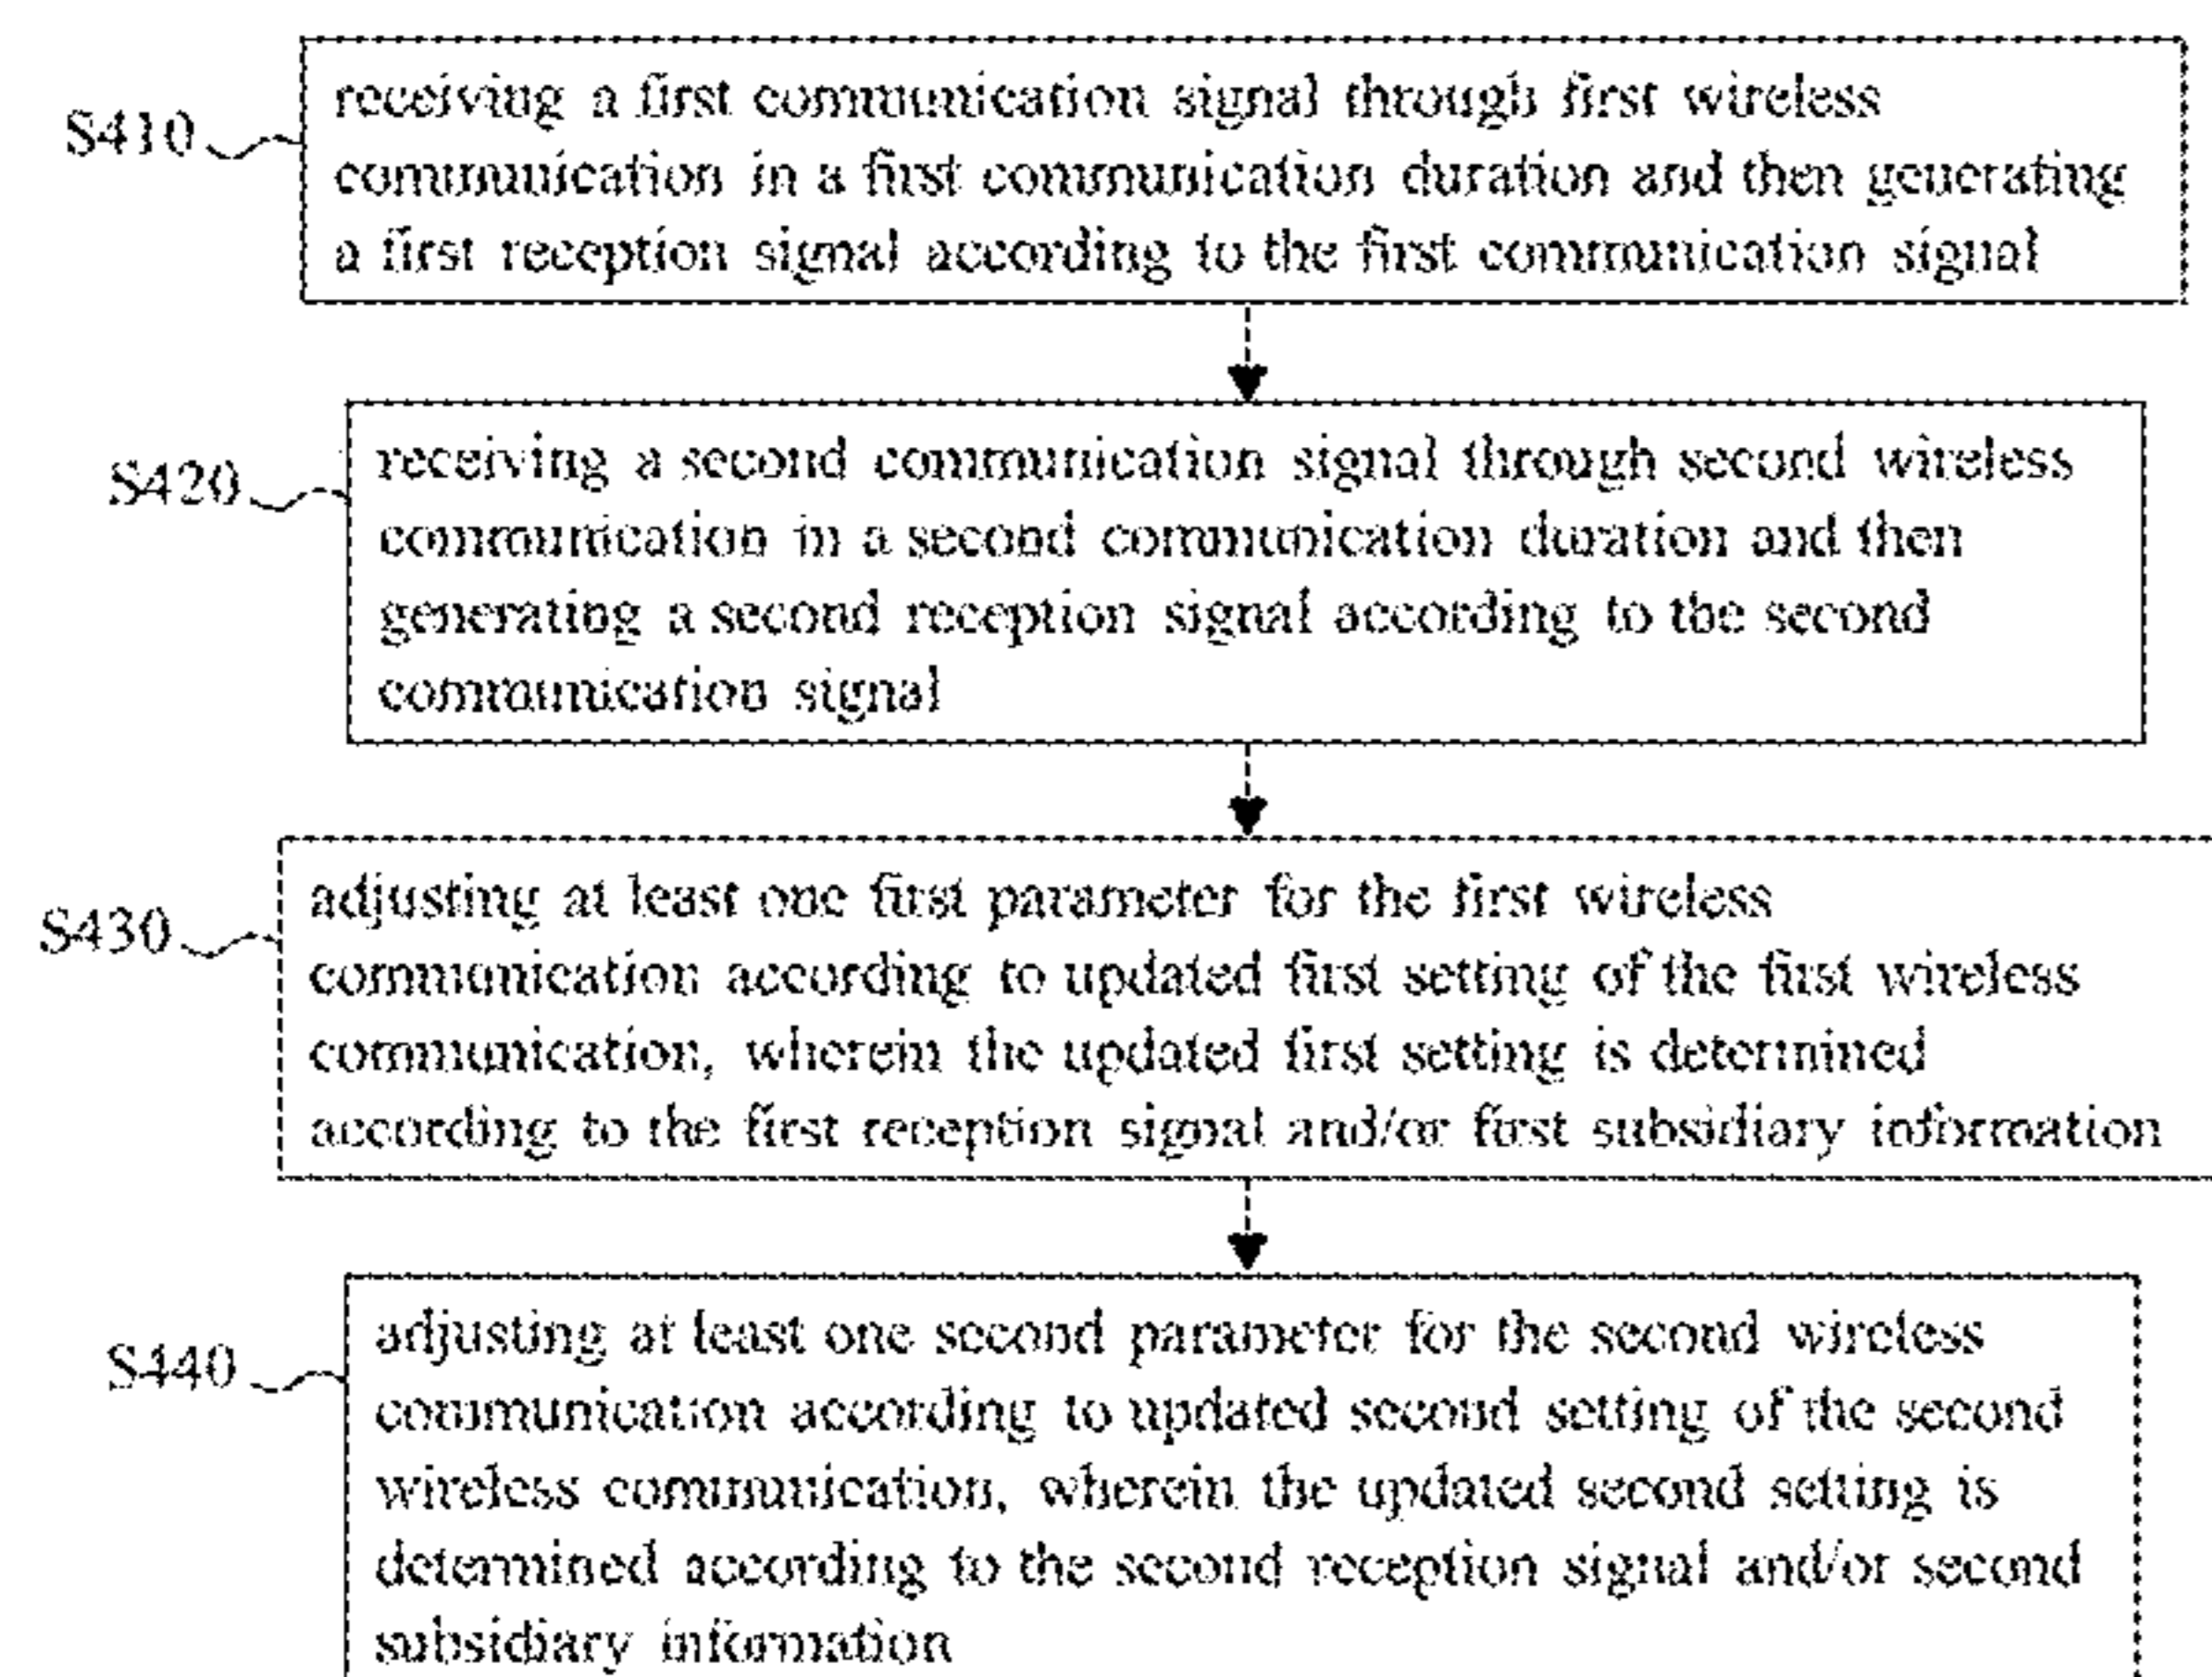 S410
receiving a first communication signal through first wireless
communication in a first communication duration and then generating
a first reception signal according to the first communication signal
S420
receiving a second communication signal through second wireless
communication in a second communication duration and then
generating a second reception signal according to the second
communication signal
S430
adjusting at least one first parameter for the first wireless
communication according to updated first setting of the first wireless
communication, wherein the updated first setting is determined
according to the first reception signal and/or first subsidiary information
S440
adjusting at least one second parameter for the second wireless
communication according to updated second setting of the second
wireless communication, wherein the updated second setting is
determined according to the second reception signal and/or second
subsidiary information